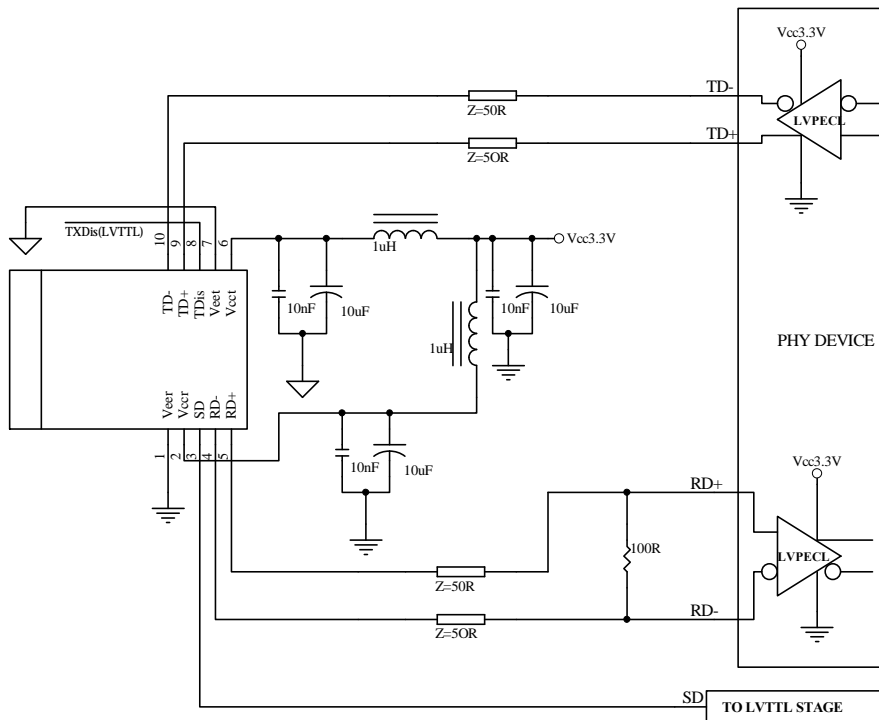 Vcc3.3V
TD-
LVPECL
Z=50R
TD+
Z=5OR
TXDis(LVTTL)
10
9
8
7
6
Vcc3.3V
1uH
10nF
10uF
10nF
10uF
TD-
TD+
TDis
Veet
Vcct
1uH
PHY DEVICE
Veer
Vccr
SD
RD-
RD+
10nF
10uF
1
2
3
4
5
Vcc3.3V
RD+
100R
LVPECL
Z=50R
RD-
Z=5OR
SD
TO LVTTL STAGE